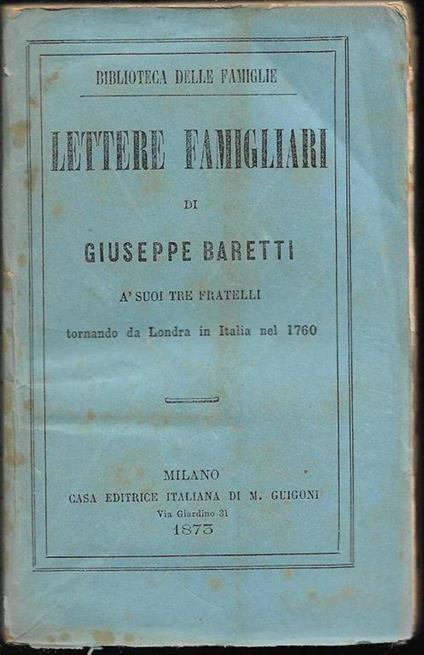 BIBLIOTECA DELLE FAMIGLIE
LETTERE FAMIGLIARI
DI
GIUSEPPE BARETTI
A' SUOI TRE FRATELLI
tornando da Londra in Italia nel 1760
MILANO
CASA EDITRICE ITALIANA DI M. GUIGONI
Via Giardino 31
1873